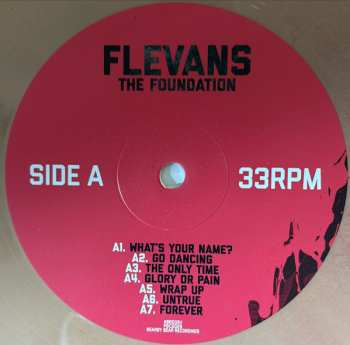 FLEVANS
THE FOUNDATION
SIDE A
33RPM
A1. WHAT'S YOUR NAME?
A2. GO DANCING
A3. THE ONLY TIME
A4. GLORY OR PAIN
A5. WRAP UP
A6. UNTRUE
A7. FOREVER